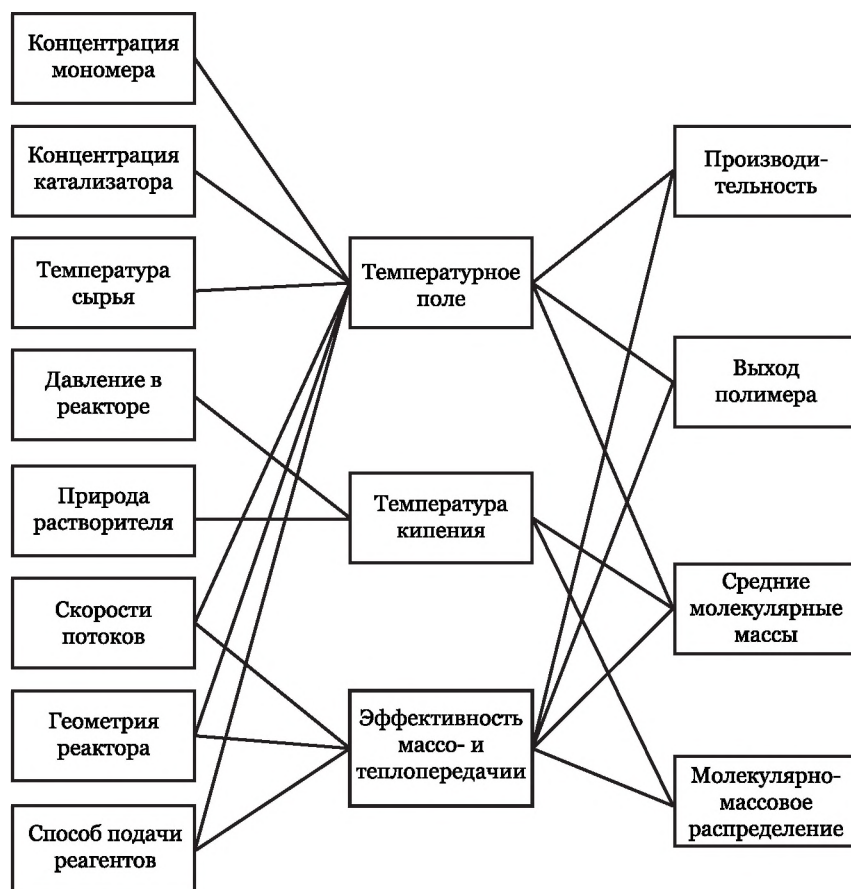 Концентрация
мономера
Концентрация
катализатора
Температура
сырья
Давление в
реакторе
Природа
растворителя
Скорости
потоков
Геометрия
реактора
Способ подачи
реагентов
Температурное
поле
Температура
кипения
Эффективность
массо- и
теплопередачии
Производи-
тельность
Выход
полимера
Средние
молекулярные
массы
Молекулярно-
массовое
распределение